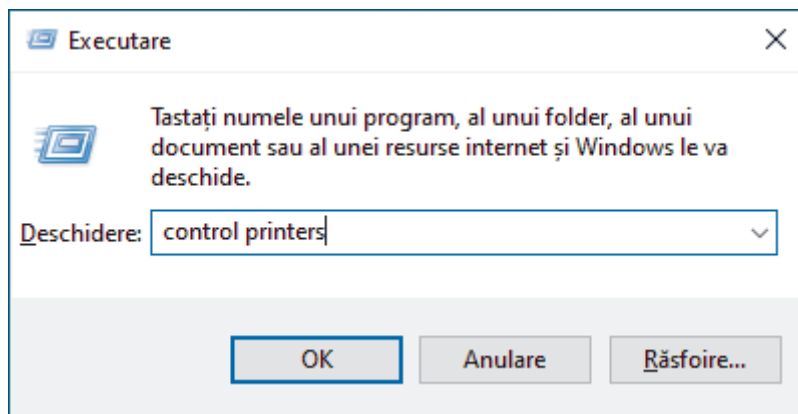 Executare
Tastați numele unui program, al unui folder, al unui
document sau al unei resurse internet și Windows le va
deschide.
Deschidere: control printers
OK Anulare Răsfoire...